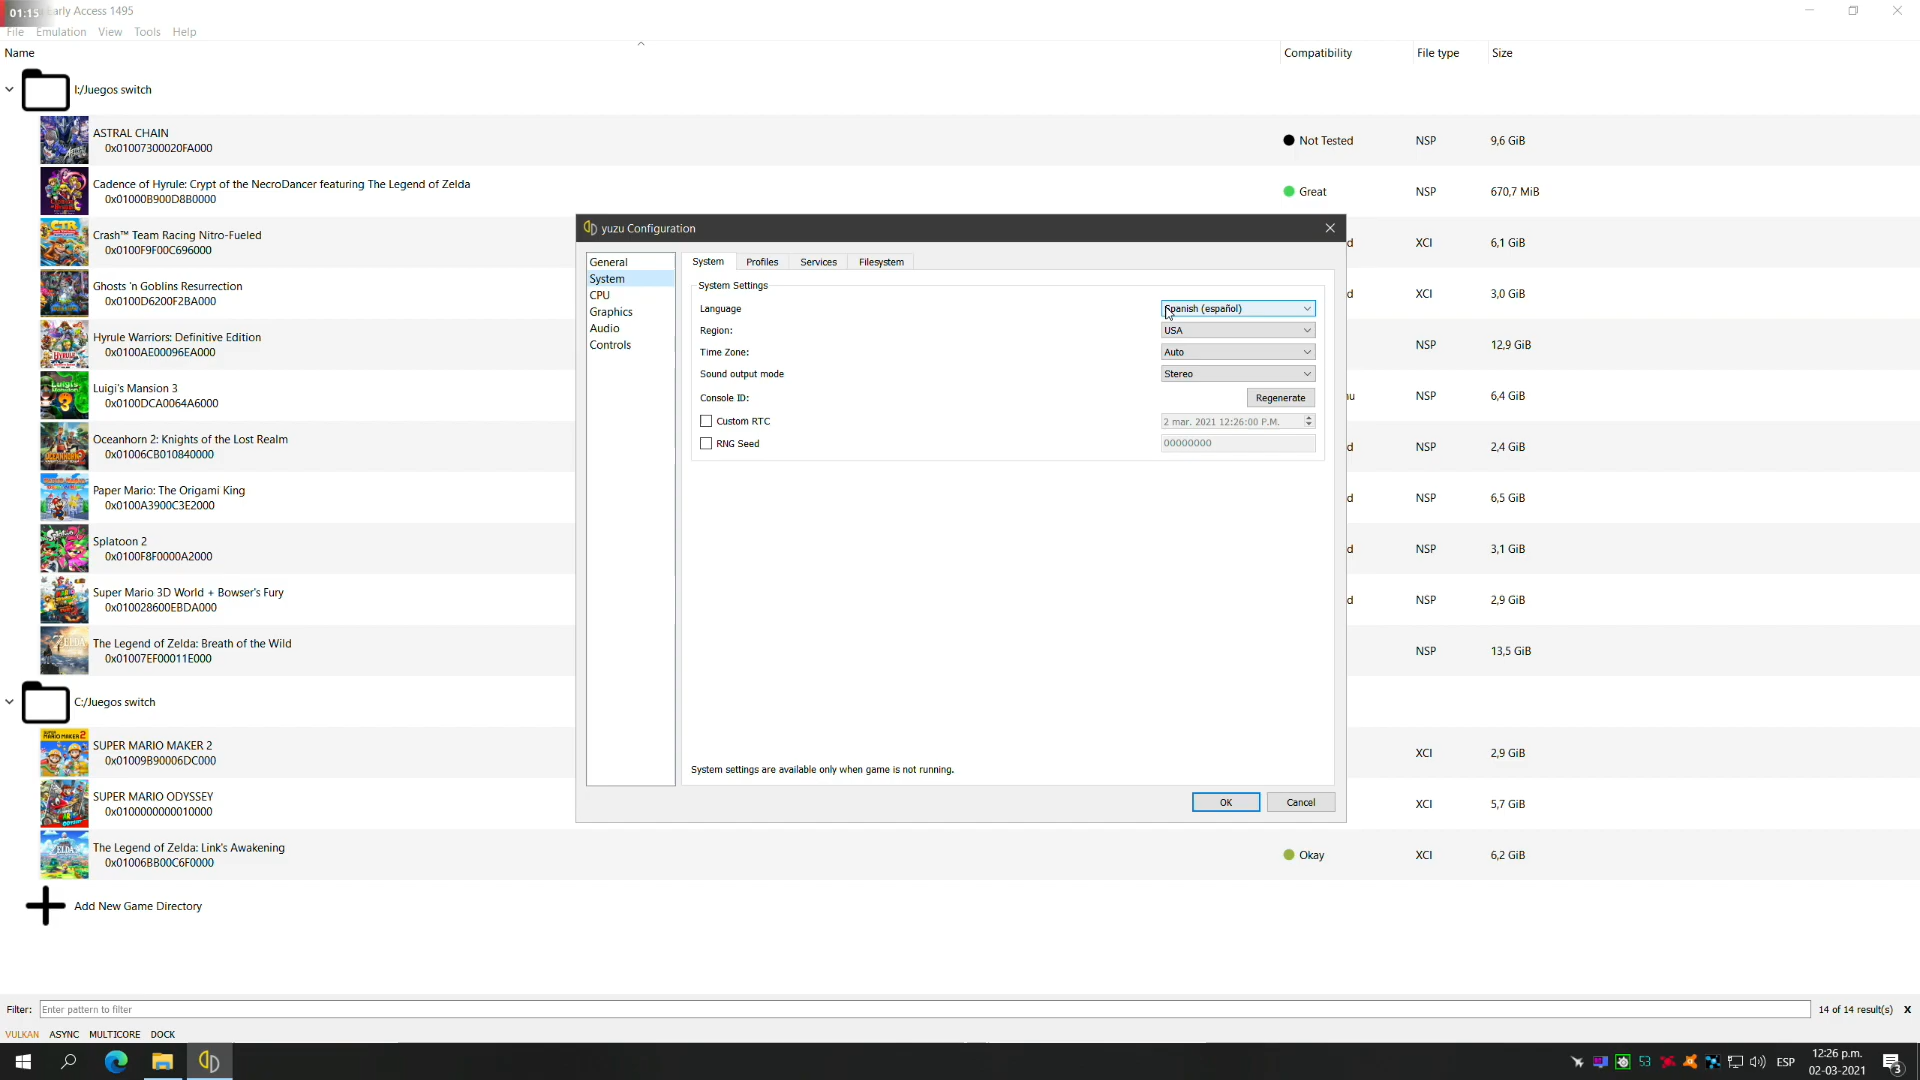 01:15 Early Access 1495
File Emulation View Tools Help
Name Compatibility File type Size
I:/Juegos switch
ASTRAL CHAIN
0x01007300020FA000
Not Tested NSP 9,6 GiB
Cadence of Hyrule: Crypt of the NecroDancer featuring The Legend of Zelda
0x01000B900D8B0000
Great NSP 670,7 MiB
Crash™ Team Racing Nitro-Fueled
0x0100F9F00C696000
d XCI 6,1 GiB
Ghosts 'n Goblins Resurrection
0x0100D6200F2BA000
d XCI 3,0 GiB
Hyrule Warriors: Definitive Edition
0x0100AE00096EA000
NSP 12,9 GiB
Luigi's Mansion 3
0x0100DCA0064A6000
nu NSP 6,4 GiB
Oceanhorn 2: Knights of the Lost Realm
0x01006CB010840000
d NSP 2,4 GiB
Paper Mario: The Origami King
0x0100A3900C3E2000
d NSP 6,5 GiB
Splatoon 2
0x0100F8F0000A2000
d NSP 3,1 GiB
Super Mario 3D World + Bowser's Fury
0x010028600EBDA000
d NSP 2,9 GiB
The Legend of Zelda: Breath of the Wild
0x01007EF00011E000
NSP 13,5 GiB
C:/Juegos switch
SUPER MARIO MAKER 2
0x01009B90006DC000
XCI 2,9 GiB
SUPER MARIO ODYSSEY
0x0100000000010000
XCI 5,7 GiB
The Legend of Zelda: Link's Awakening
0x01006BB00C6F0000
Okay XCI 6,2 GiB
Add New Game Directory
yuzu Configuration
General
System
CPU
Graphics
Audio
Controls
System Profiles Services Filesystem
System Settings
Language Spanish (español)
Region: USA
Time Zone: Auto
Sound output mode Stereo
Console ID: Regenerate
Custom RTC 2 mar. 2021 12:26:00 P.M.
RNG Seed 00000000
System settings are available only when game is not running.
OK Cancel
Filter: Enter pattern to filter 14 of 14 result(s) X
VULKAN ASYNC MULTICORE DOCK
53 ESP 12:26 p.m.
02-03-2021
3